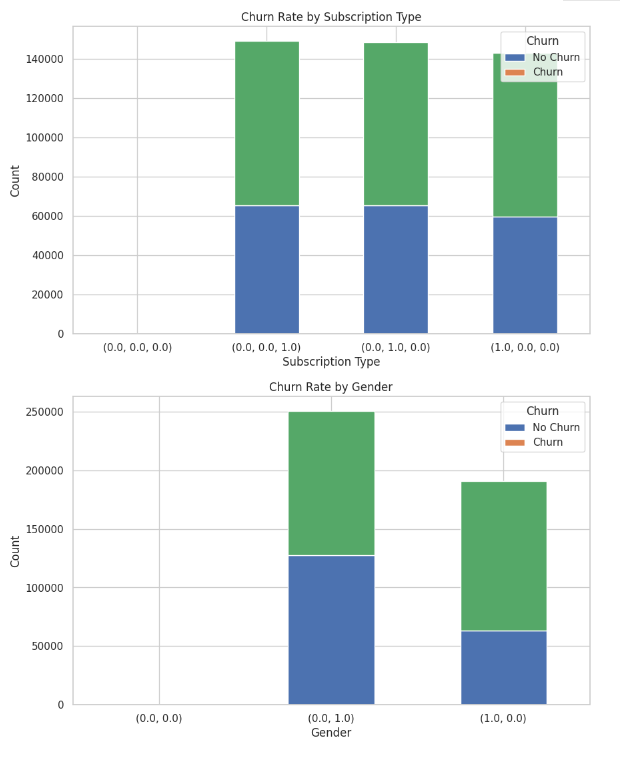 Churn Rate by Subscription Type
Churn
No Churn
Churn
140000
120000
100000
80000
60000
40000
20000
0
Count
(0.0, 0.0, 0.0) (0.0, 0.0, 1.0) (0.0, 1.0, 0.0) (1.0, 0.0, 0.0)
Subscription Type
Churn Rate by Gender
Churn
No Churn
Churn
250000
200000
150000
100000
50000
0
Count
(0.0, 0.0) (0.0, 1.0) (1.0, 0.0)
Gender